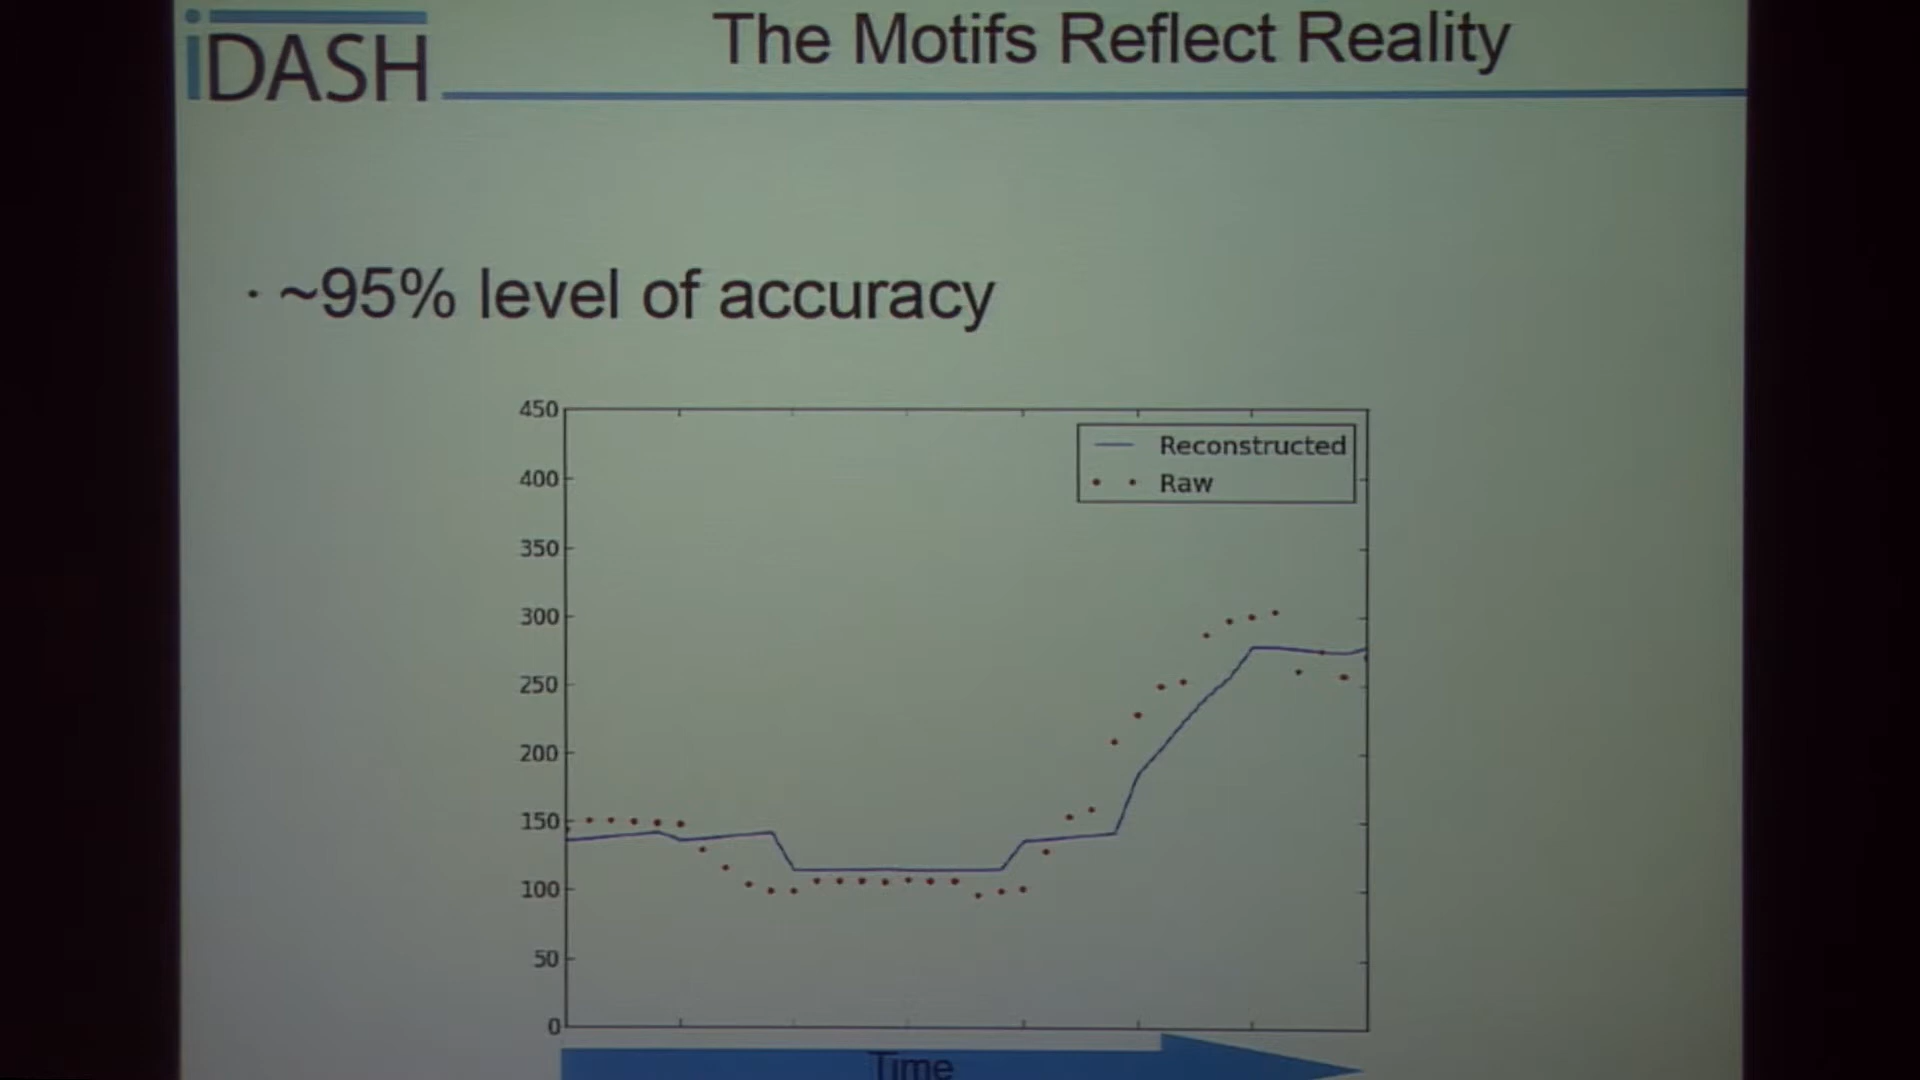 iDASH
The Motifs Reflect Reality
· ~95% level of accuracy
450
400
350
300
250
200
150
100
50
0
Reconstructed
Raw
Time